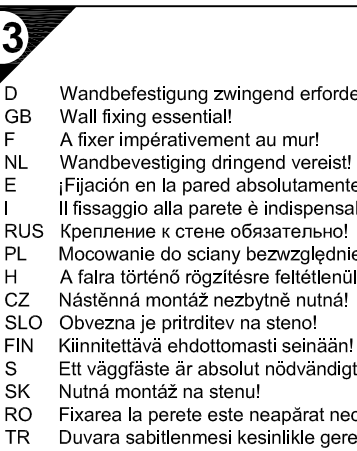 3
D Wandbefestigung zwingend
GB Wall fixing essential!
F A fixer impérativement au mur!
NL Wandbevestiging dringend vereist!
E ¡Fijación en la pared absolutamente
I Il fissaggio alla parete è
RUS Крепление к стене обязательно!
PL Mocowanie do sciany bezwzględnie
H A falra történő rögzítésre feltétlenül
CZ Nástěnná montáž nezbytně nutná!
SLO Obvezna je pritrditev na steno!
FIN Kiinnitettävä ehdottomasti seinään!
S Ett väggfäste är absolut nödvändigt
SK Nutná montáž na stenu!
RO Fixarea la perete este neapărat
TR Duvara sabitlenmesi kesinlikle